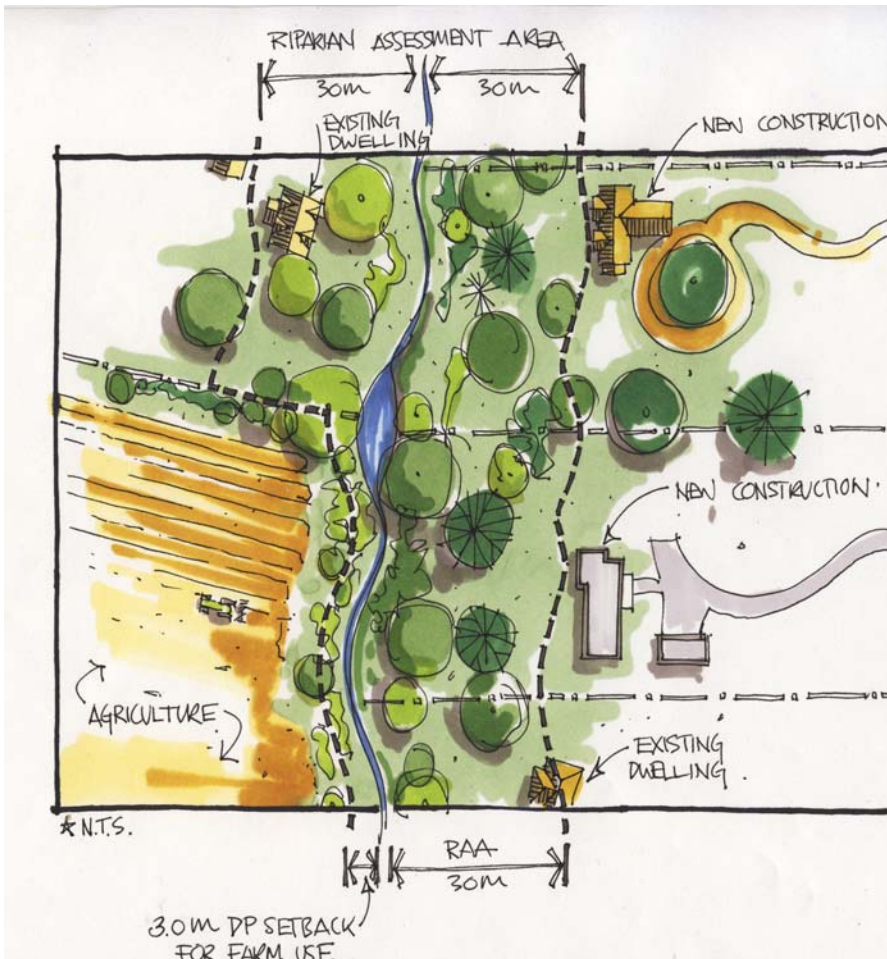 RIPARIAN ASSESSMENT AREA
30m
30m
EXISTING
DWELLING
NEW CONSTRUCTION
NEW CONSTRUCTION
AGRICULTURE
EXISTING
DWELLING.
* N.T.S.
RAA
30m
3.0m DP SETBACK
FOR FARM USE